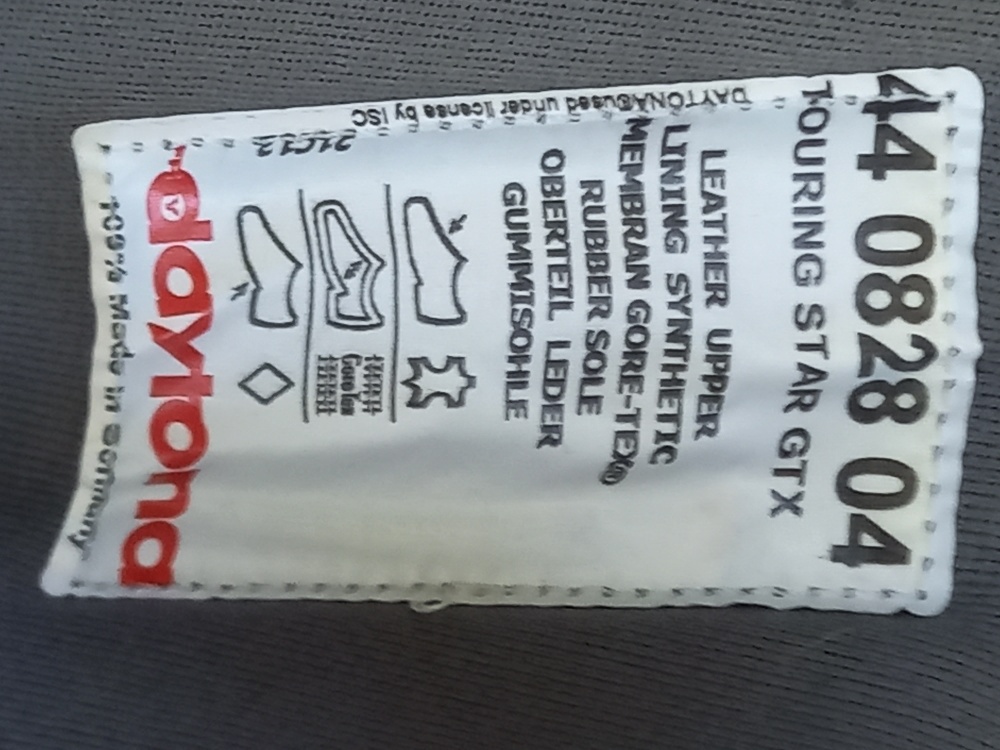 44 0828 04
TOURING STAR GTX
LEATHER UPPER
LINING SYNTHETIC
MEMBRAN GORE-TEX®
RUBBER SOLE
OBERTEIL LEDER
GUMMISOHLE
daytona
100% Made in Germany
DAYTONA®used under license by ISC